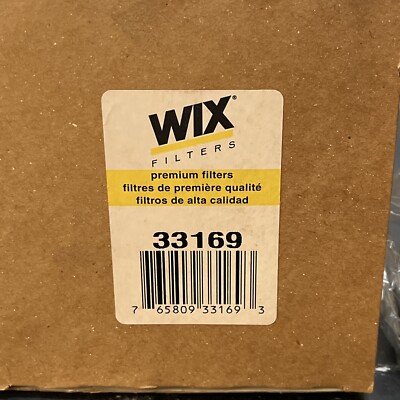 WIX®
FILTERS
premium filters
filtres de première qualité
filtros de alta calidad
33169
7 65809 33169 3